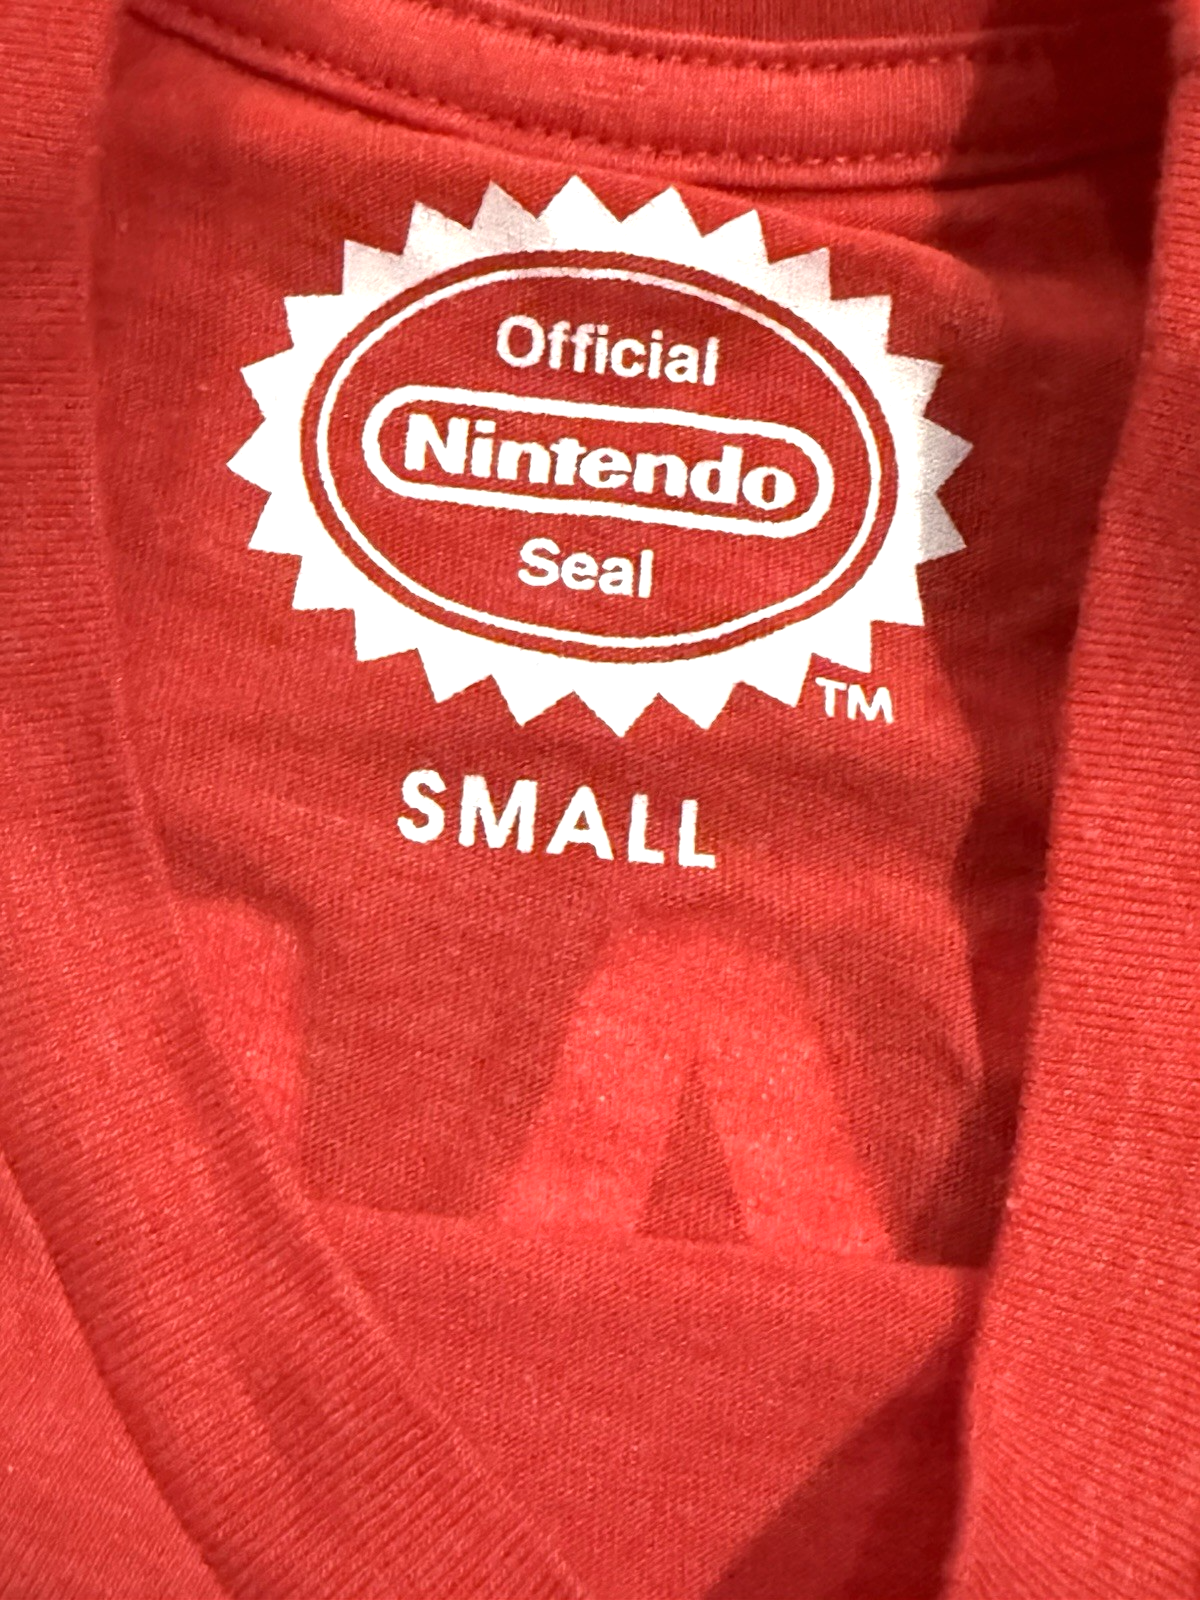 Official
Nintendo
Seal
TM
SMALL